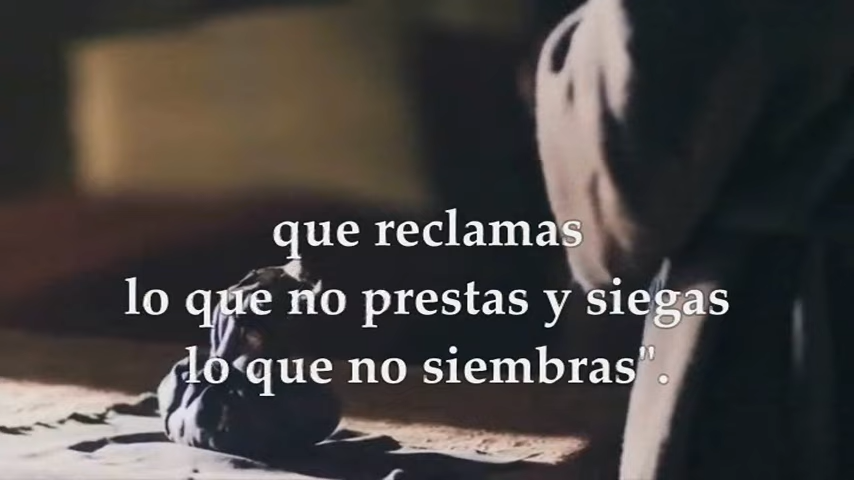 que reclamas
lo que no prestas y siegas
lo que no siembras".